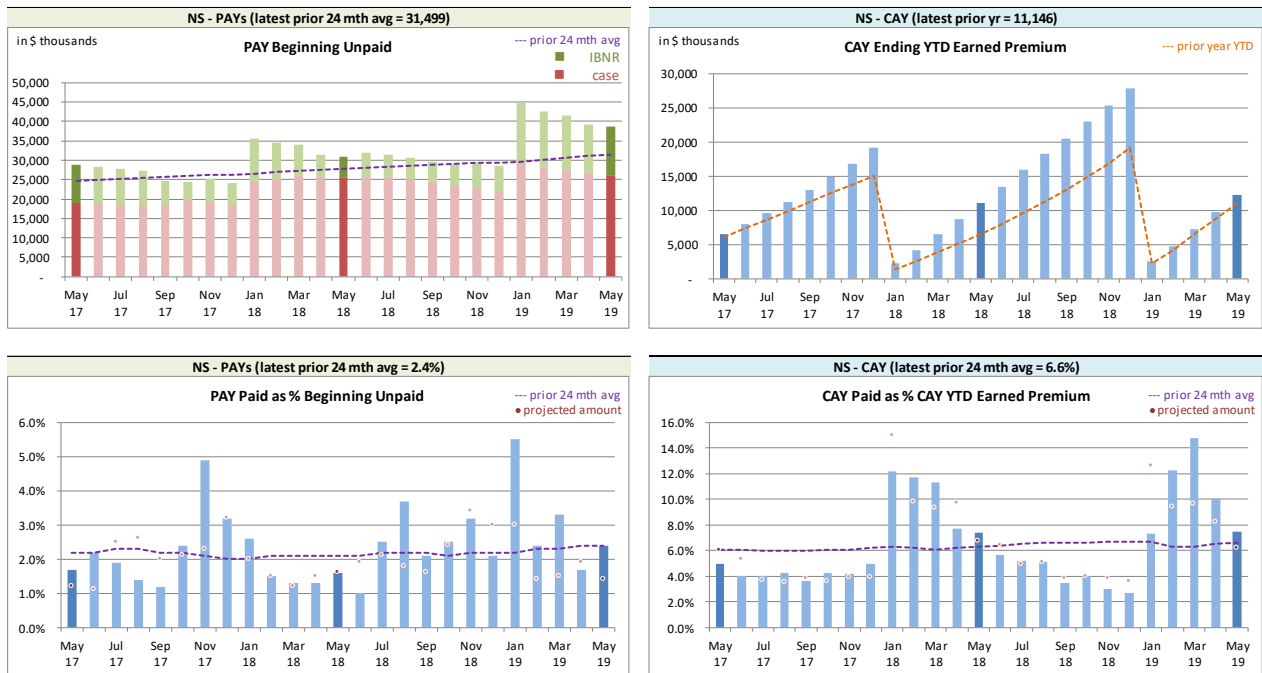 NS - PAYs (latest prior 24 mth avg = 31,499)
in $ thousands
PAY Beginning Unpaid
--- prior 24 mth avg
IBNR
case
50,000
45,000
40,000
35,000
30,000
25,000
20,000
15,000
10,000
5,000
-
May Jul Sep Nov Jan Mar May Jul Sep Nov Jan Mar May
17 17 17 17 18 18 18 18 18 18 19 19 19
NS - CAY (latest prior yr = 11,146)
in $ thousands
CAY Ending YTD Earned Premium
--- prior year YTD
30,000
25,000
20,000
15,000
10,000
5,000
-
May Jul Sep Nov Jan Mar May Jul Sep Nov Jan Mar May
17 17 17 17 18 18 18 18 18 18 19 19 19
NS - PAYs (latest prior 24 mth avg = 2.4%)
PAY Paid as % Beginning Unpaid
--- prior 24 mth avg
• projected amount
6.0%
5.0%
4.0%
3.0%
2.0%
1.0%
0.0%
May Jul Sep Nov Jan Mar May Jul Sep Nov Jan Mar May
17 17 17 17 18 18 18 18 18 18 19 19 19
NS - CAY (latest prior 24 mth avg = 6.6%)
CAY Paid as % CAY YTD Earned Premium
--- prior 24 mth avg
• projected amount
16.0%
14.0%
12.0%
10.0%
8.0%
6.0%
4.0%
2.0%
0.0%
May Jul Sep Nov Jan Mar May Jul Sep Nov Jan Mar May
17 17 17 17 18 18 18 18 18 18 19 19 19